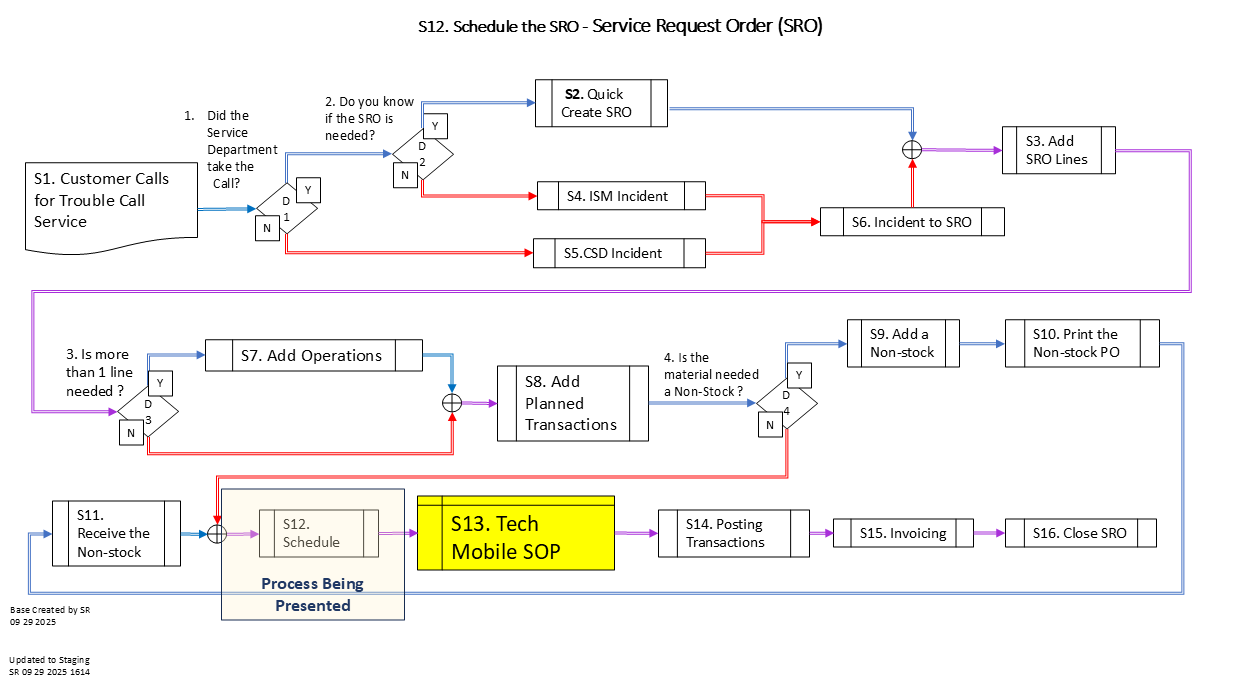 S12. Schedule the SRO - Service Request Order (SRO)
1. Did the
Service
Department
take the
Call?
2. Do you know
if the SRO is
needed?
S2. Quick
Create SRO
S1. Customer Calls
for Trouble Call
Service
D
1
Y
N
D
2
Y
N
S3. Add
SRO Lines
S4. ISM Incident
S6. Incident to SRO
S5.CSD Incident
3. Is more
than 1 line
needed ?
D
3
Y
N
S7. Add Operations
S8. Add
Planned
Transactions
4. Is the
material needed
a Non-Stock ?
D
4
Y
N
S9. Add a
Non-stock
S10. Print the
Non-stock PO
S11.
Receive the
Non-stock
S12.
Schedule
Process Being
Presented
S13. Tech
Mobile SOP
S14. Posting
Transactions
S15. Invoicing
S16. Close SRO
Base Created by SR
09 29 2025
Updated to Staging
SR 09 29 2025 1614